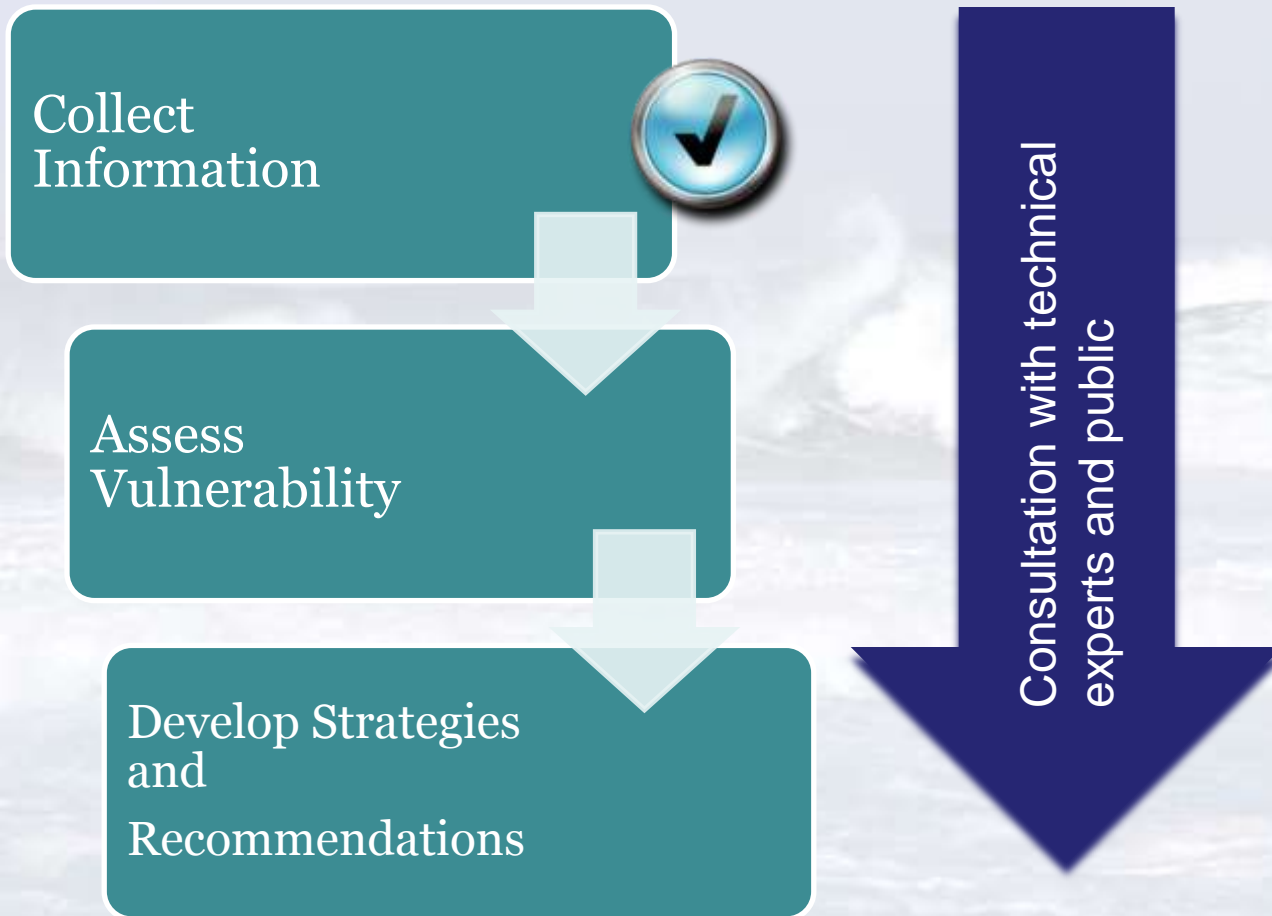 Collect
Information
Assess
Vulnerability
Develop Strategies
and
Recommendations
Consultation with technical
experts and public